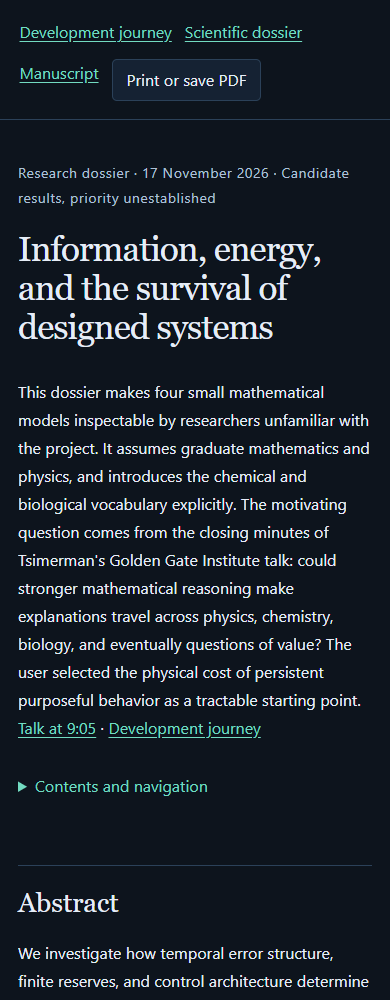 Development journey Scientific dossier
Manuscript Print or save PDF
Research dossier · 17 November 2026 · Candidate
results, priority unestablished
Information, energy,
and the survival of
designed systems
This dossier makes four small mathematical
models inspectable by researchers unfamiliar with
the project. It assumes graduate mathematics and
physics, and introduces the chemical and
biological vocabulary explicitly. The motivating
question comes from the closing minutes of
Tsimerman's Golden Gate Institute talk: could
stronger mathematical reasoning make
explanations travel across physics, chemistry,
biology, and eventually questions of value? The
user selected the physical cost of persistent
purposeful behavior as a tractable starting point.
Talk at 9:05 · Development journey
Contents and navigation
Abstract
We investigate how temporal error structure,
finite reserves, and control architecture determine